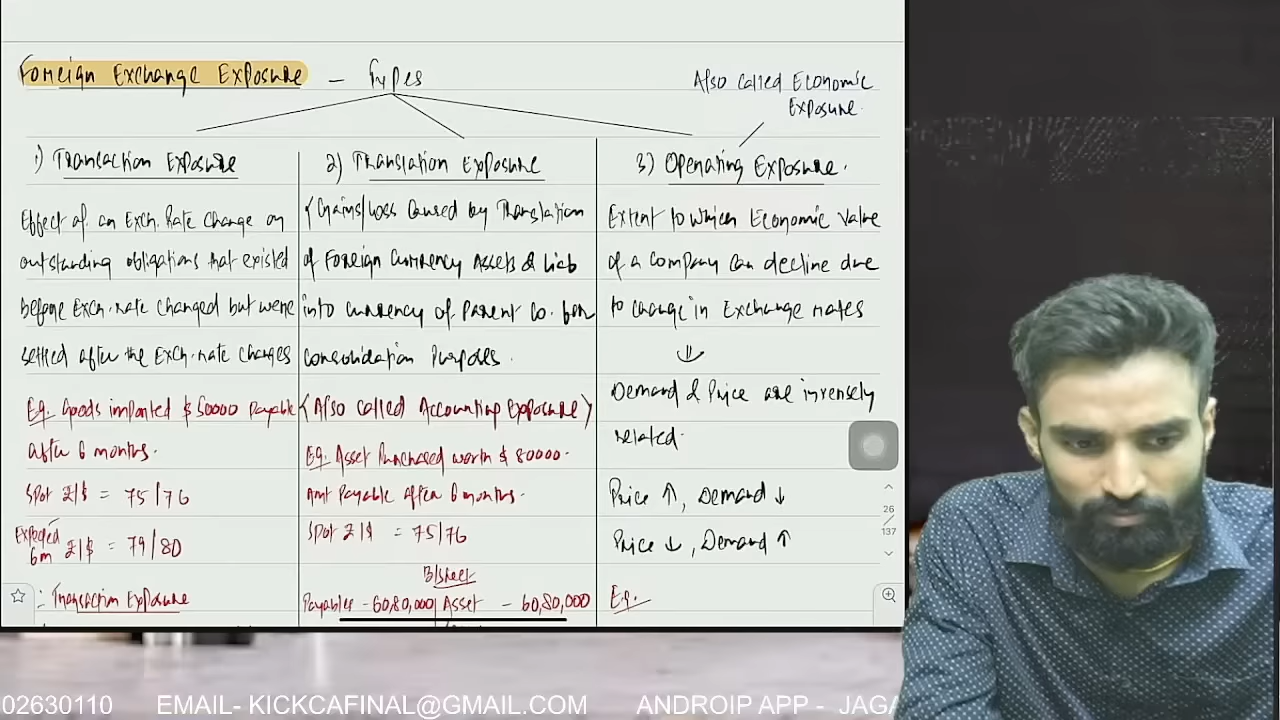 Foreign Exchange Exposure – Types
Also called Economic
Exposure.
1) Transaction Exposure
Effect of an Exch. Rate Change on
outstanding obligations that existed
before Exch. rate changed but were
settled after the Exch. rate changes
Eg. Goods imported $ 50000 Payable
after 6 months.
Spot ₹/$ = 75/76
Expected
6m ₹/$ = 79/80
∴ Transaction Exposure
2) Translation Exposure
{Gains/Loss Caused by Translation
of Foreign Currency Assets & Liab
into currency of Parent Co. for
Consolidation Purposes.
(Also called Accounting Exposure)
Eg. Asset Purchased worth $ 80000.
Amt Payable after 6 months.
Spot ₹/$ = 75/76
B/Sheet
Payables – 60,80,000 Asset – 60,80,000
3) Operating Exposure.
Extent to which Economic Value
of a company can decline due
to change in Exchange rates
⇓
Demand & Price are inversely
related.
Price ↑, Demand ↓
Price ↓, Demand ↑
Eg.
26
/
137
02630110 EMAIL- KICKCAFINAL@GMAIL.COM ANDROIP APP - JAGA